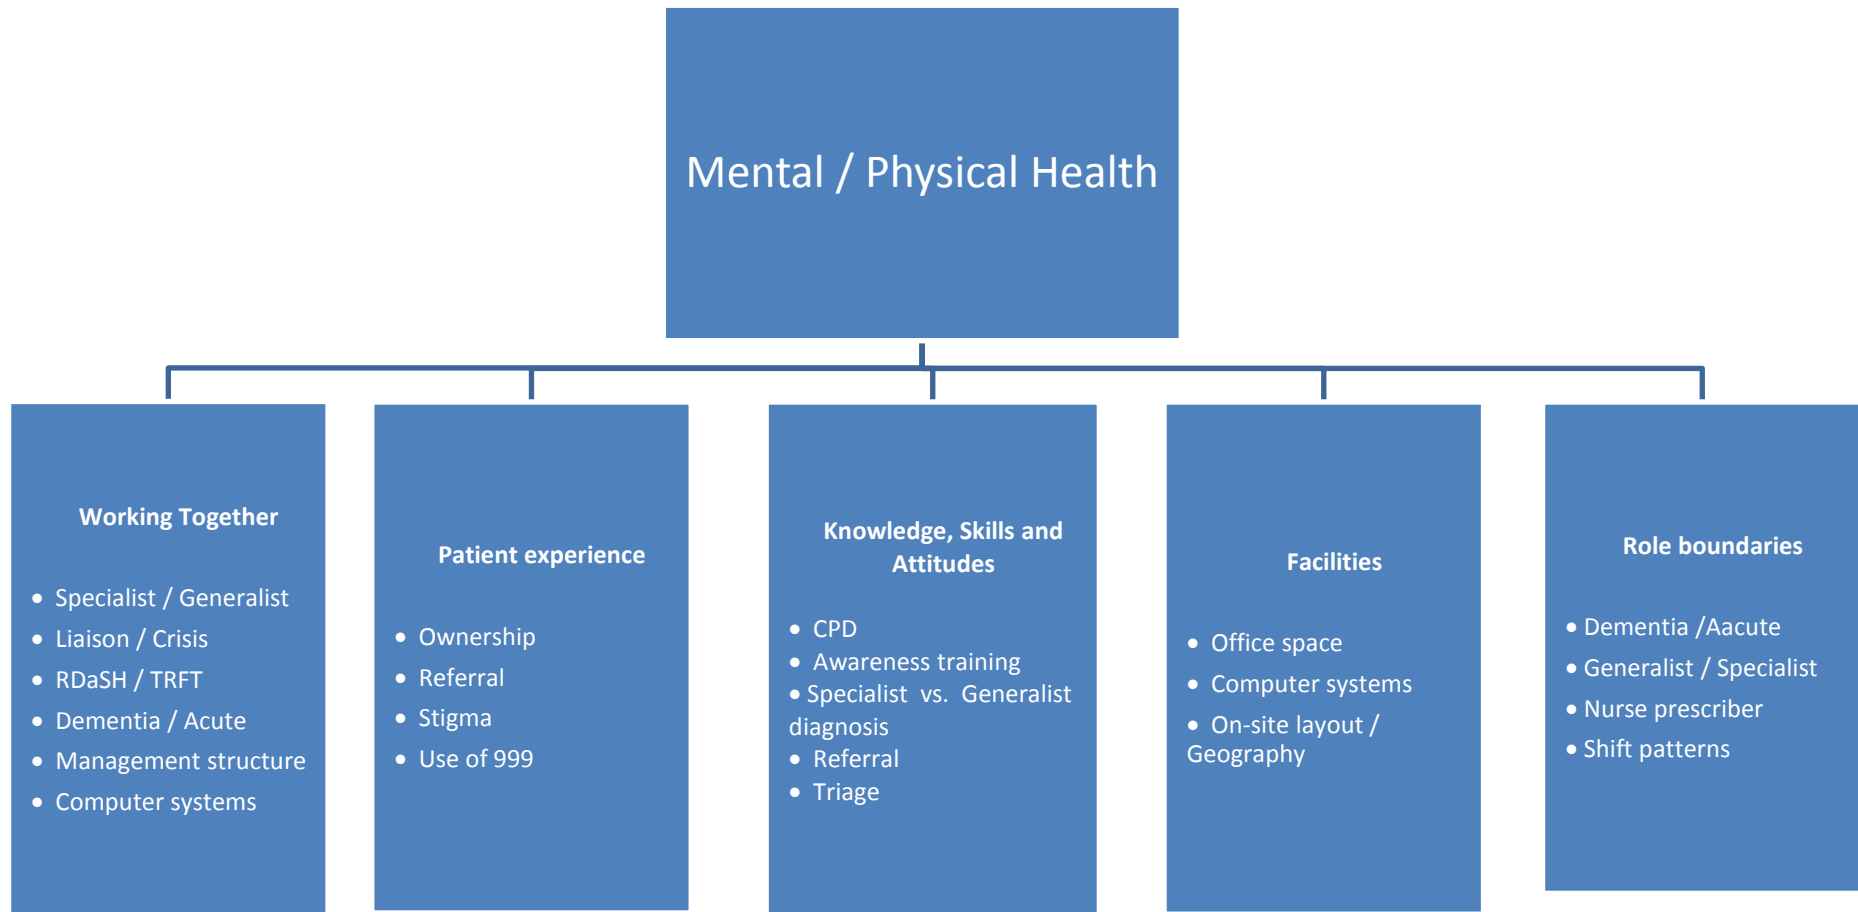 Mental / Physical Health
Working Together
• Specialist / Generalist
• Liaison / Crisis
• RDaSH / TRFT
• Dementia / Acute
• Management structure
• Computer systems
Patient experience
• Ownership
• Referral
• Stigma
• Use of 999
Knowledge, Skills and
Attitudes
• CPD
• Awareness training
• Specialist vs. Generalist
diagnosis
• Referral
• Triage
Facilities
• Office space
• Computer systems
• On-site layout /
Geography
Role boundaries
• Dementia /Aacute
• Generalist / Specialist
• Nurse prescriber
• Shift patterns